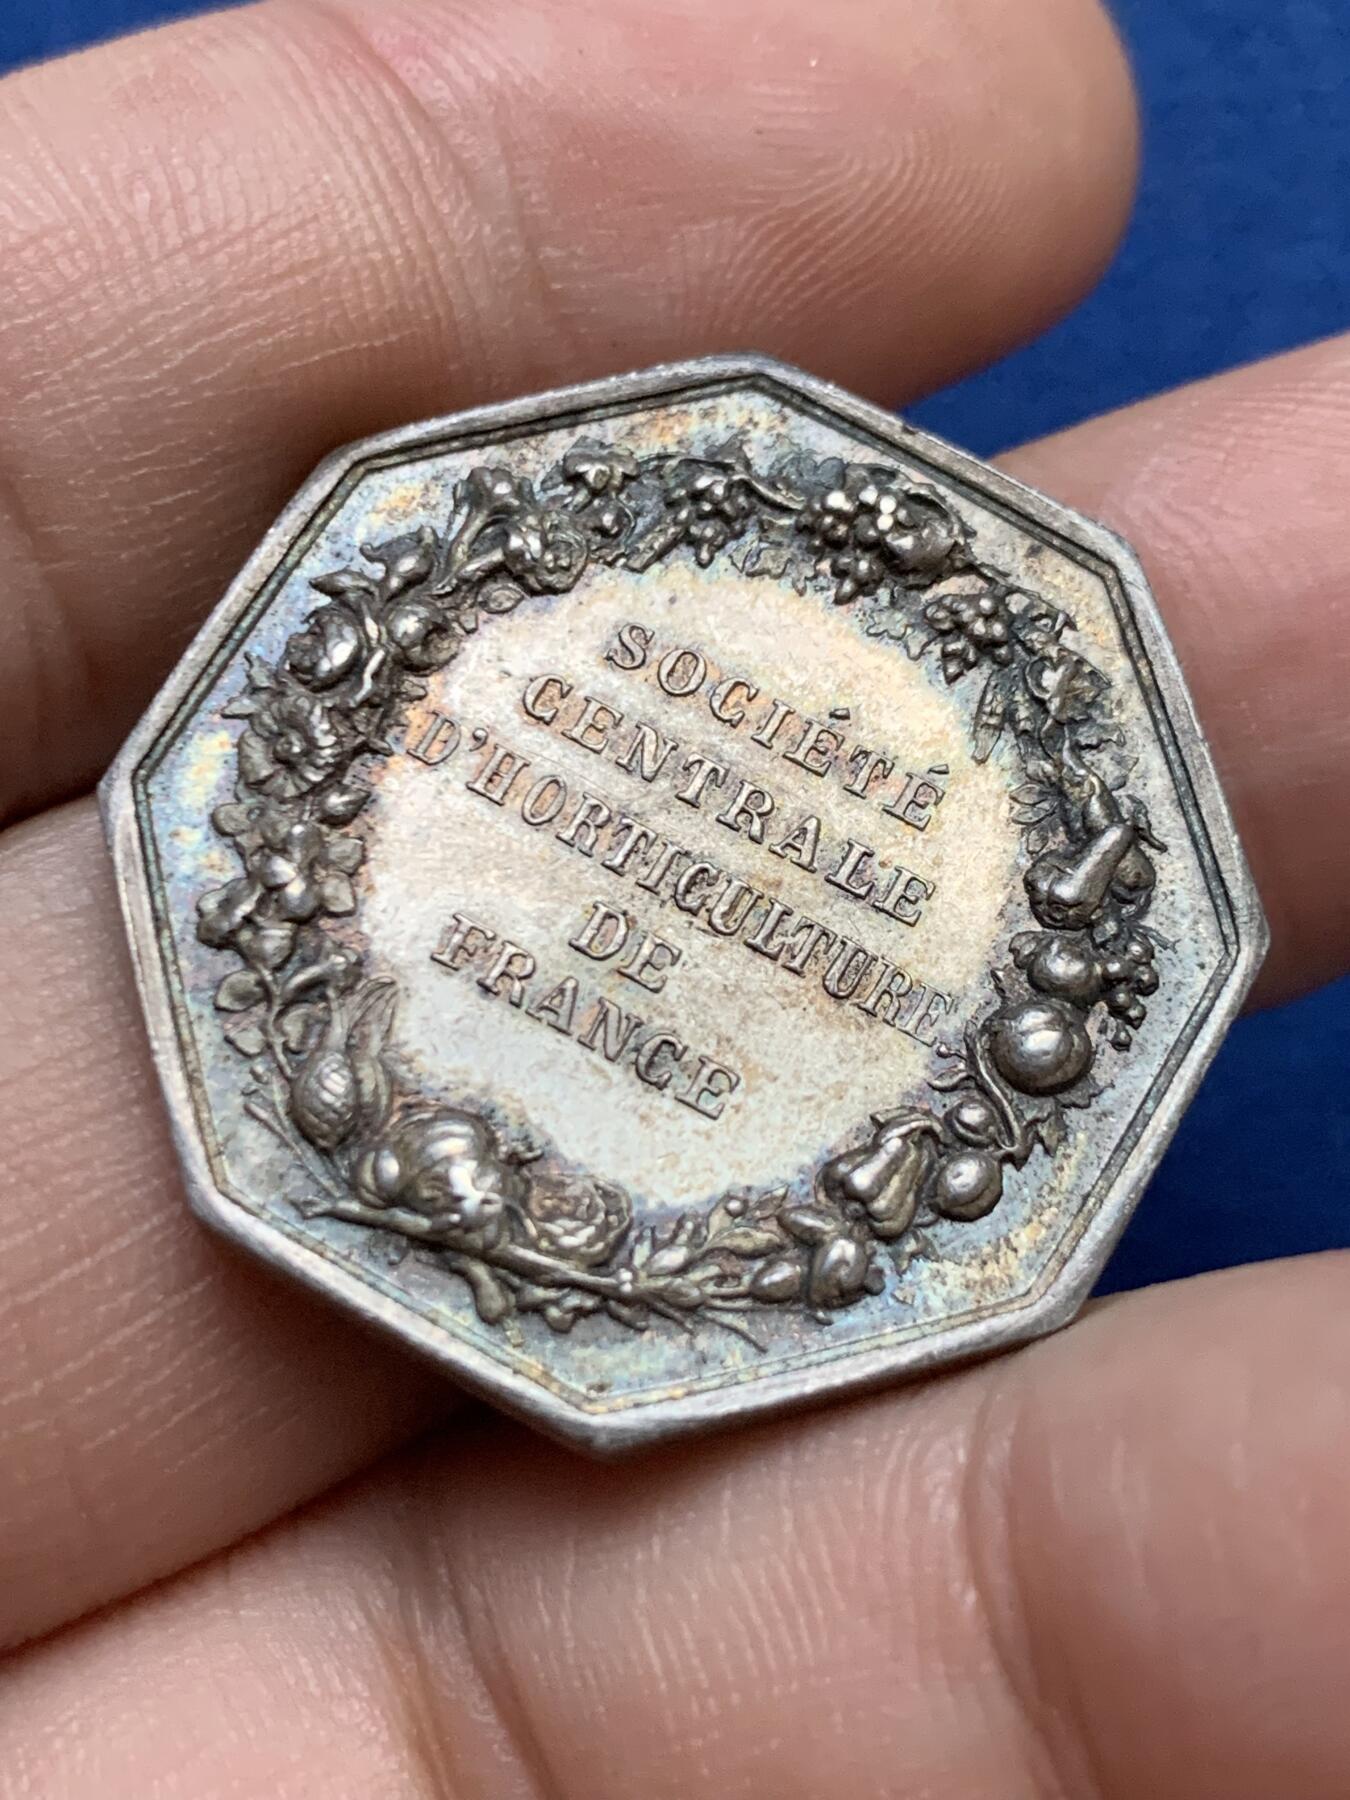 SOCIÉTÉ
CENTRALE
D'HORTICULTURE
DE
FRANCE